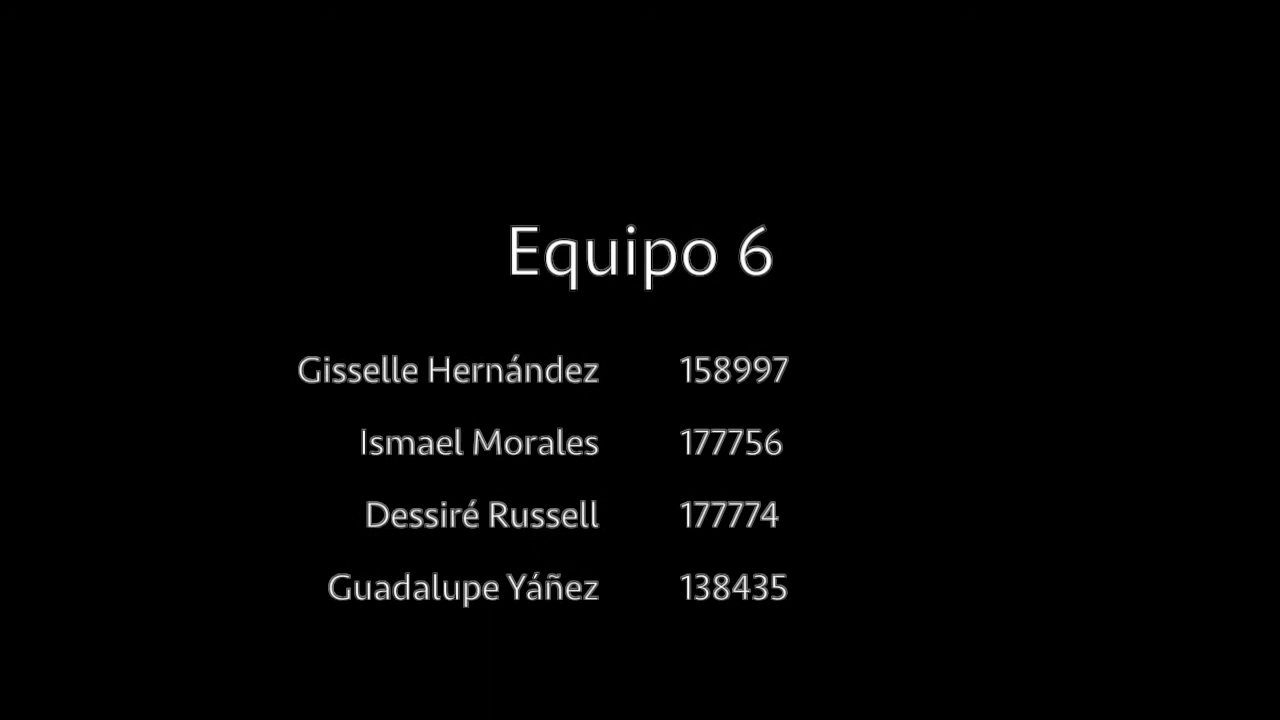 Equipo 6
Gisselle Hernández 158997
Ismael Morales 177756
Dessiré Russell 177774
Guadalupe Yáñez 138435